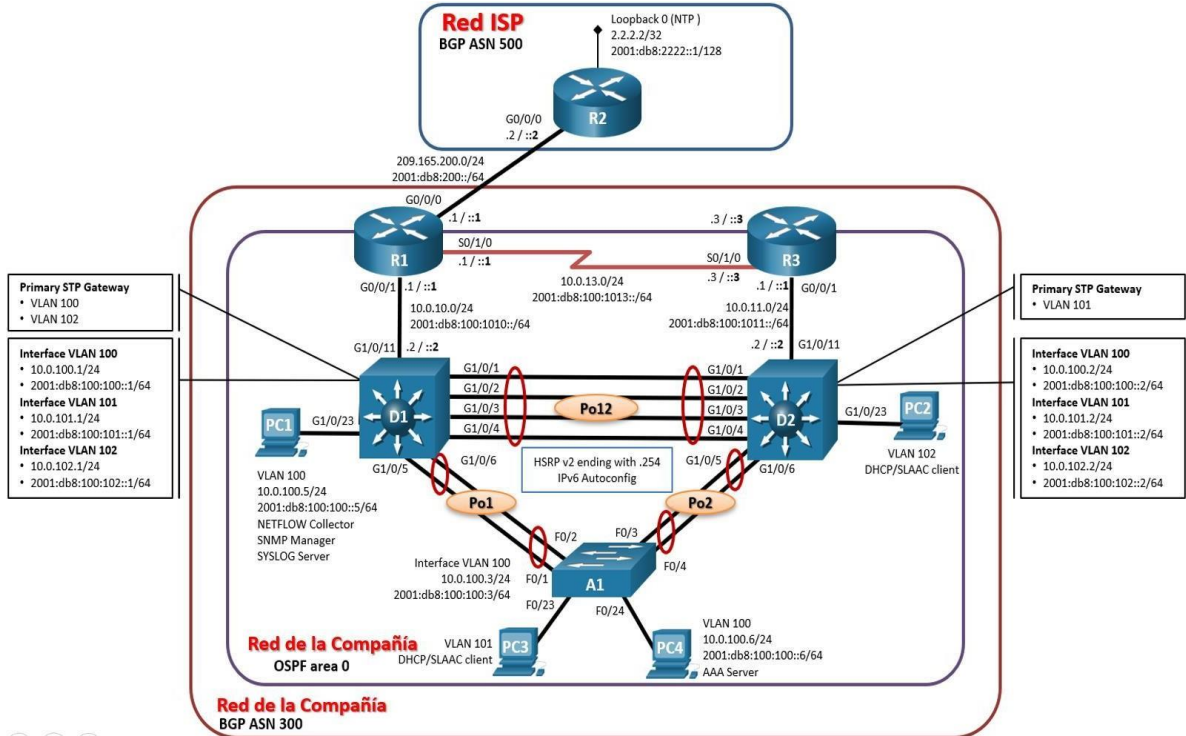 Red ISP
BGP ASN 500
Loopback 0 (NTP )
2.2.2.2/32
2001:db8:2222::1/128
R2
G0/0/0
.2 / ::2
209.165.200.0/24
2001:db8:200::/64
G0/0/0
.1 / ::1
R1
S0/1/0
.1 / ::1
G0/0/1
.1 / ::1
10.0.13.0/24
2001:db8:100:1013::/64
.3 / ::3
R3
S0/1/0
.3 / ::3
.1 / ::1
G0/0/1
Primary STP Gateway
• VLAN 100
• VLAN 102
Interface VLAN 100
• 10.0.100.1/24
• 2001:db8:100:100::1/64
Interface VLAN 101
• 10.0.101.1/24
• 2001:db8:100:101::1/64
Interface VLAN 102
• 10.0.102.1/24
• 2001:db8:100:102::1/64
10.0.10.0/24
2001:db8:100:1010::/64
.2 / ::2
G1/0/11
10.0.11.0/24
2001:db8:100:1011::/64
.2 / ::2
G1/0/11
Primary STP Gateway
• VLAN 101
Interface VLAN 100
• 10.0.100.2/24
• 2001:db8:100:100::2/64
Interface VLAN 101
• 10.0.101.2/24
• 2001:db8:100:101::2/64
Interface VLAN 102
• 10.0.102.2/24
• 2001:db8:100:102::2/64
D1
G1/0/1
G1/0/2
G1/0/3
G1/0/4
Po12
G1/0/1
G1/0/2
G1/0/3
G1/0/4
D2
PC1
G1/0/23
VLAN 100
10.0.100.5/24
2001:db8:100:100::5/64
NETFLOW Collector
SNMP Manager
SYSLOG Server
G1/0/23
PC2
VLAN 102
DHCP/SLAAC client
G1/0/5
G1/0/6
HSRP v2 ending with .254
IPv6 Autoconfig
G1/0/5
G1/0/6
Po1
Po2
F0/2
F0/3
F0/1
F0/4
Interface VLAN 100
10.0.100.3/24
2001:db8:100:100:3/64
A1
F0/23
F0/24
VLAN 101
DHCP/SLAAC client
PC3
PC4
VLAN 100
10.0.100.6/24
2001:db8:100:100::6/64
AAA Server
Red de la Compañía
OSPF area 0
Red de la Compañía
BGP ASN 300